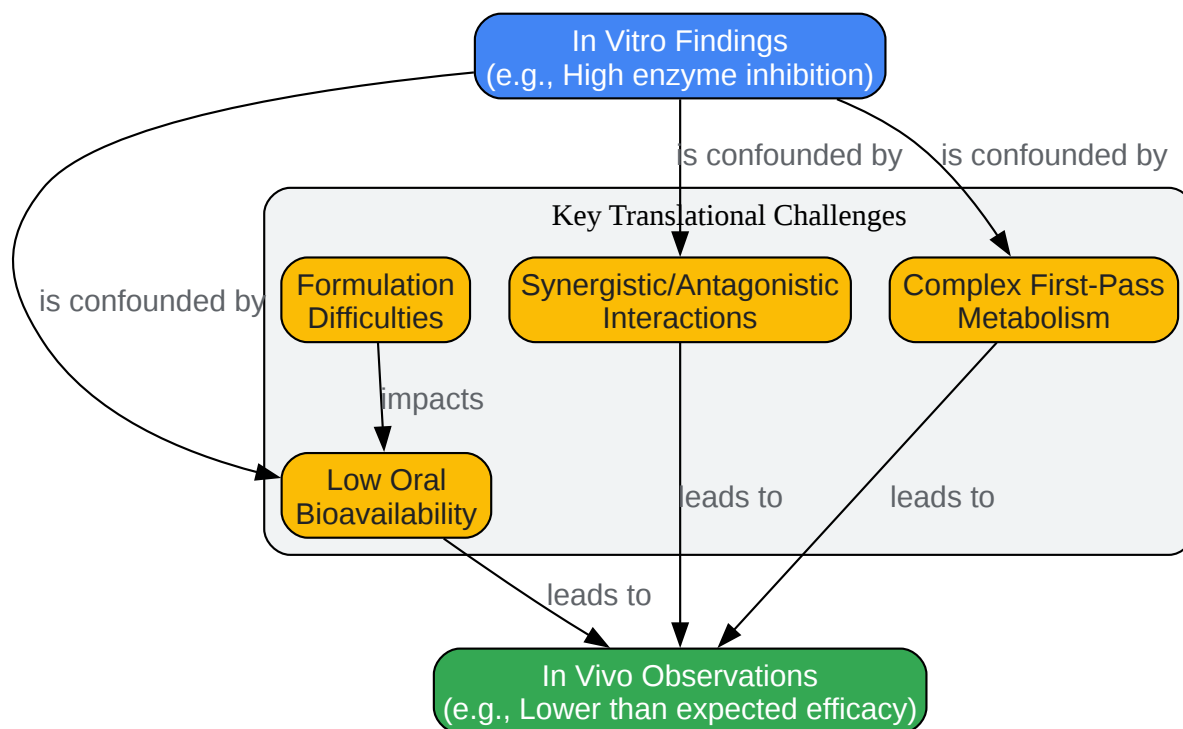 In Vitro Findings
(e.g., High enzyme inhibition)
is confounded by
is confounded by
Key Translational Challenges
Formulation
Difficulties
Synergistic/Antagonistic
Interactions
Complex First-Pass
Metabolism
is confounded by
impacts
Low Oral
Bioavailability
leads to
leads to
leads to
In Vivo Observations
(e.g., Lower than expected efficacy)